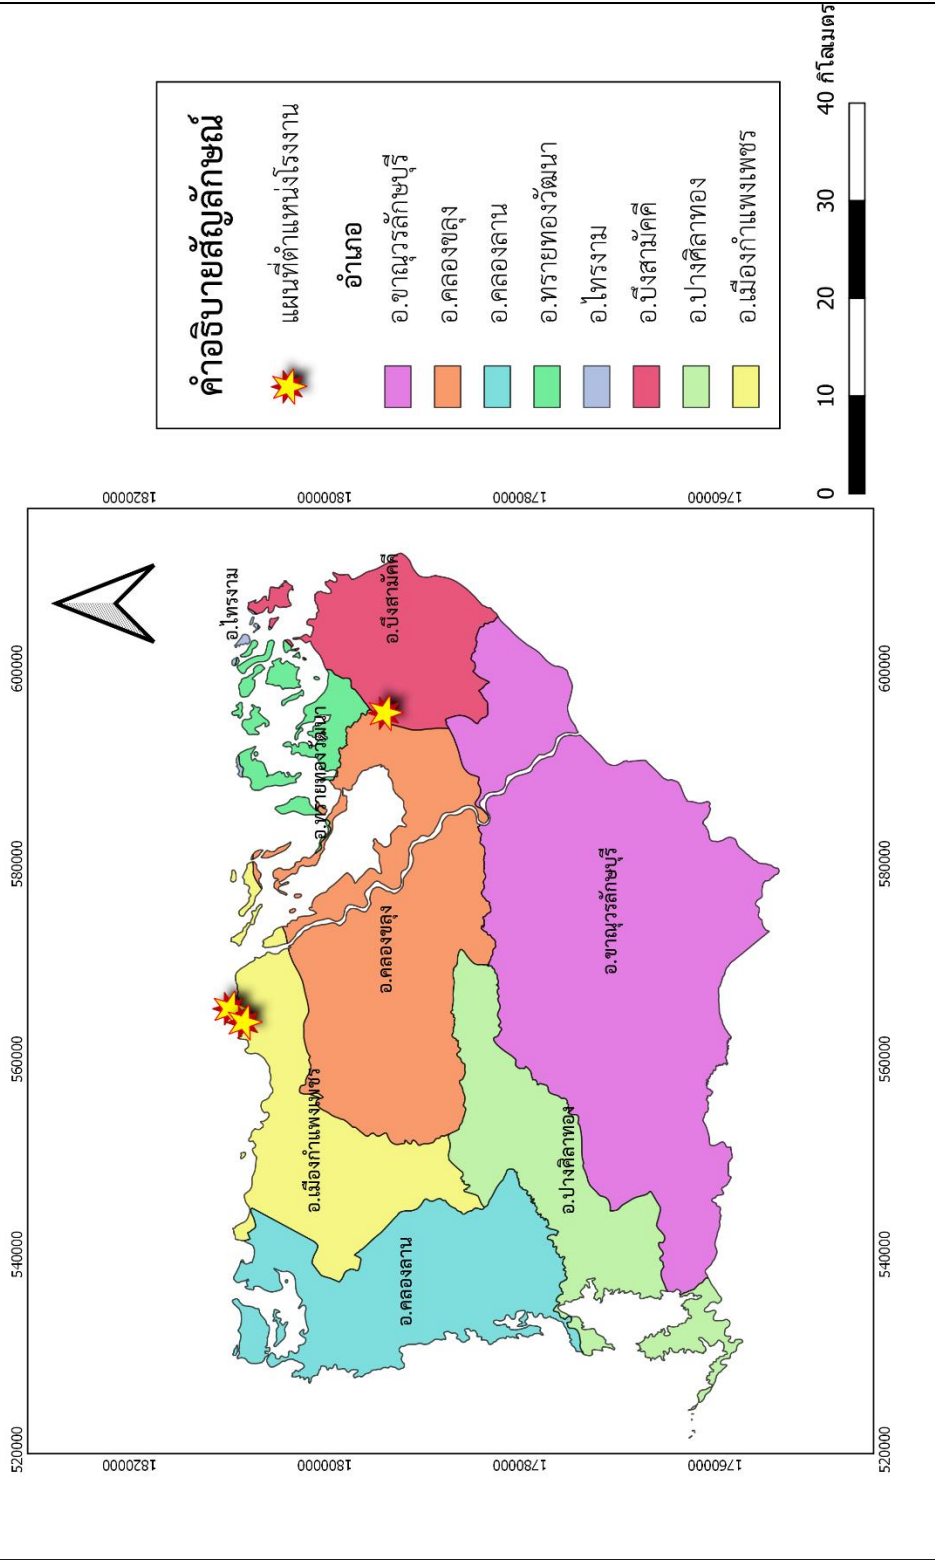 คำอธิบายสัญลักษณ์
แผนที่ตำแหน่งโรงงาน
อำเภอ
อ.ขาณุวรลักษบุรี
อ.คลองขลุง
อ.คลองลาน
อ.ทรายทองวัฒนา
อ.ไทรงาม
อ.บึงสามัคคี
อ.ปางศิลาทอง
อ.เมืองกำแพงเพชร
0
10
20
30
40 กิโลเมตร
520000
540000
560000
580000
600000
1820000
1800000
1780000
1760000
อ.ไทรงาม
อ.บึงสามัคคี
อ.ทรายทองวัฒนา
อ.คลองขลุง
อ.ขาณุวรลักษบุรี
อ.เมืองกำแพงเพชร
อ.ปางศิลาทอง
อ.คลองลาน
1820000
1800000
1780000
1760000
520000
540000
560000
580000
600000